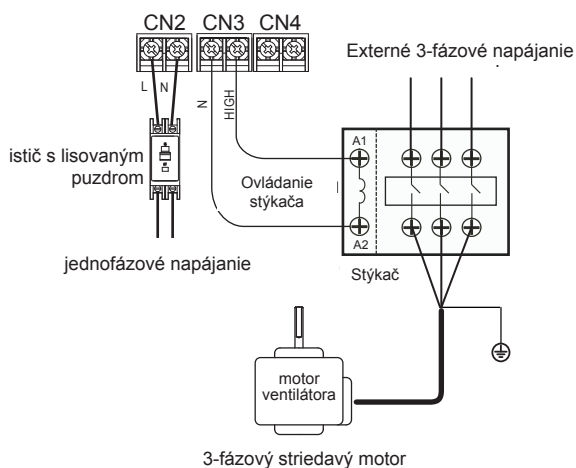 CN2 CN3 CN4
Externé 3-fázové napájanie
L N
N
HIGH
istič s lisovaným
puzdrom
A1
Ovládanie
stýkača
A2
jednofázové napájanie
Stýkač
motor
ventilátora
3-fázový striedavý motor